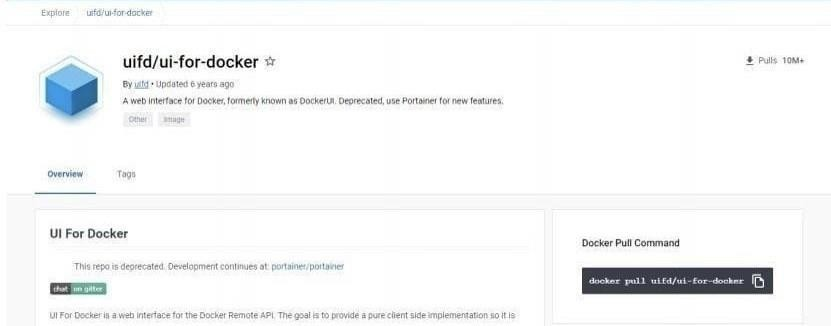 Explore uifd/ui-for-docker
uifd/ui-for-docker
Pulls 10M+
By uifd • Updated 6 years ago
A web interface for Docker, formerly known as DockerUI. Deprecated, use Portainer for new features.
Other Image
Overview Tags
UI For Docker
This repo is deprecated. Development continues at: portainer/portainer
chat on gitter
UI For Docker is a web interface for the Docker Remote API. The goal is to provide a pure client side implementation so it is
Docker Pull Command
docker pull uifd/ui-for-docker